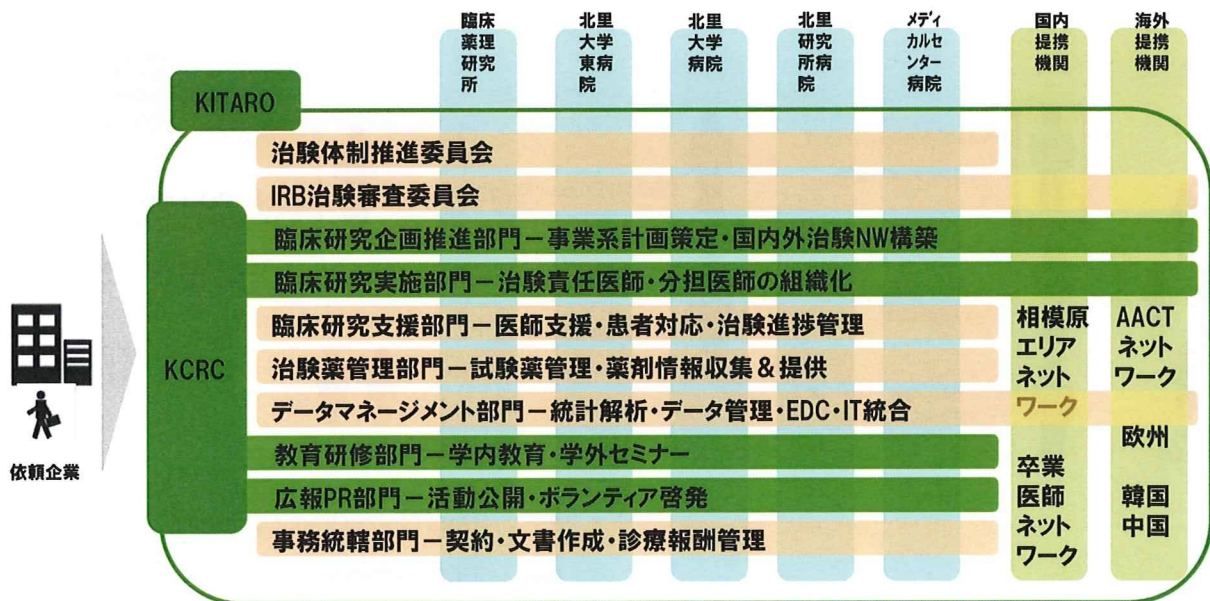 臨床
薬理
研究
所
北里
大学
東病
院
北里
大学
病院
北里
研究
所病
院
メディ
カルセ
ンター
病院
国内
提携
機関
海外
提携
機関
KITARO
治験体制推進委員会
IRB治験審査委員会
臨床研究企画推進部門－事業系計画策定・国内外治験NW構築
臨床研究実施部門－治験責任医師・分担医師の組織化
臨床研究支援部門－医師支援・患者対応・治験進捗管理
治験薬管理部門－試験薬管理・薬剤情報収集＆提供
データマネージメント部門－統計解析・データ管理・EDC・IT統合
教育研修部門－学内教育・学外セミナー
広報PR部門－活動公開・ボランティア啓発
事務統轄部門－契約・文書作成・診療報酬管理
KCRC
依頼企業
相模原
エリア
ネット
ワーク
卒業
医師
ネット
ワーク
AACT
ネット
ワーク
欧州
韓国
中国